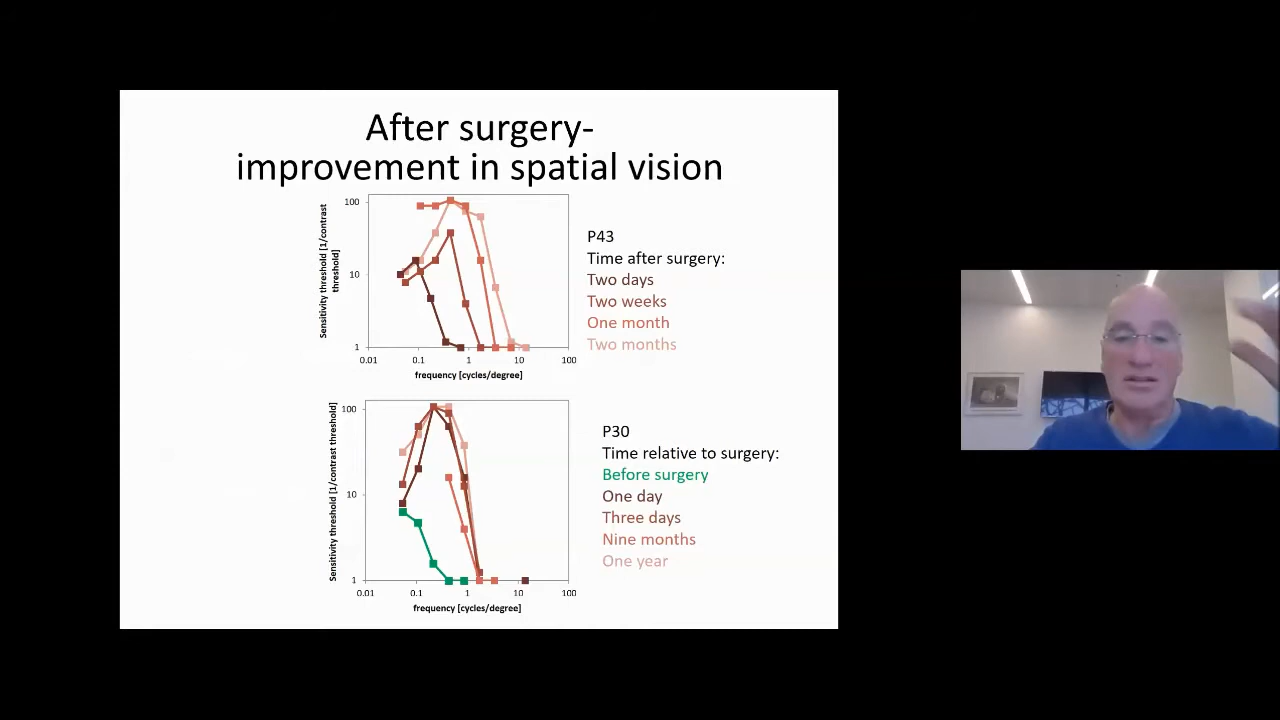 After surgery-
improvement in spatial vision
Sensitivity threshold [1/contrast
threshold]
100
10
1
0.01 0.1 1 10 100
frequency [cycles/degree]
P43
Time after surgery:
Two days
Two weeks
One month
Two months
Sensitivity threshold [1/contrast threshold]
100
10
1
0.01 0.1 1 10 100
frequency [cycles/degree]
P30
Time relative to surgery:
Before surgery
One day
Three days
Nine months
One year